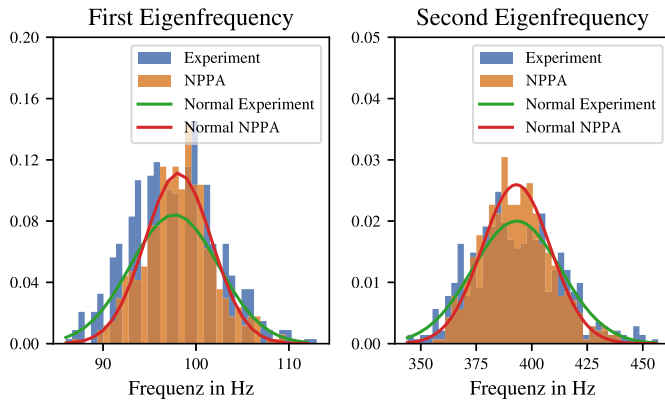 First Eigenfrequency
0.20
0.16
0.12
0.08
0.04
0.00
Experiment
NPPA
Normal Experiment
Normal NPPA
90
100
110
Frequenz in Hz
Second Eigenfrequency
0.05
0.04
0.03
0.02
0.01
0.00
Experiment
NPPA
Normal Experiment
Normal NPPA
350
375
400
425
450
Frequenz in Hz